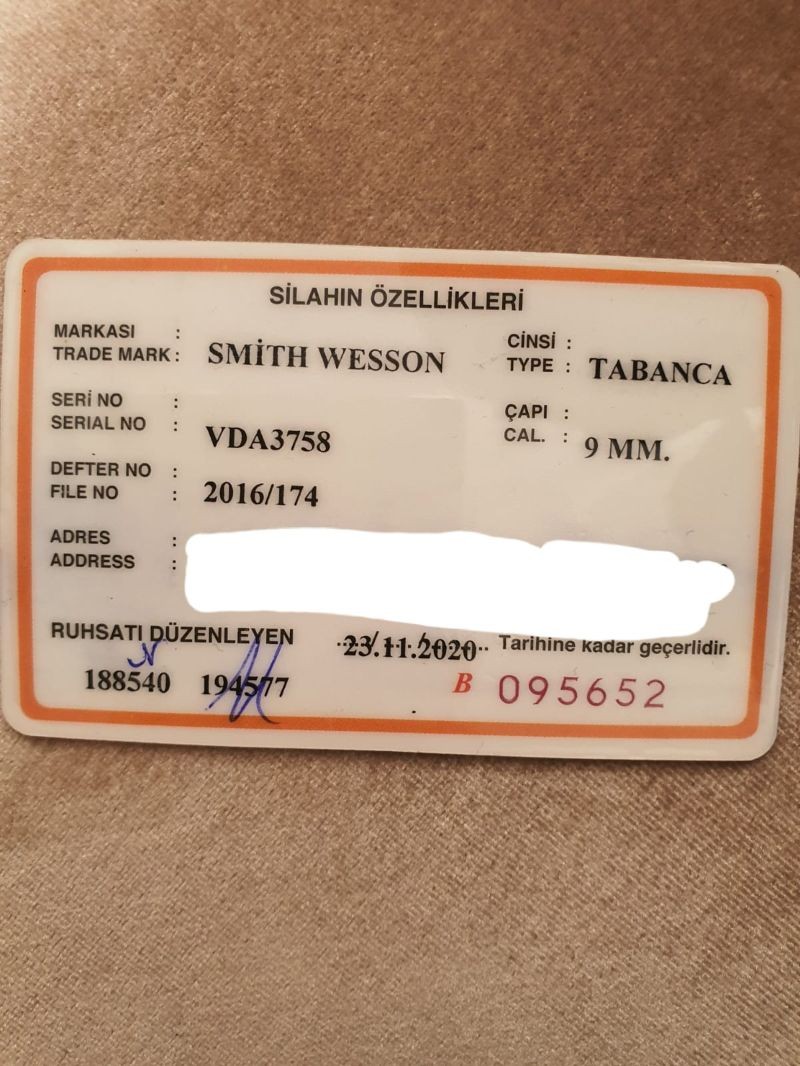 SİLAHIN ÖZELLİKLERİ
MARKASI :
TRADE MARK : SMİTH WESSON
CİNSİ :
TYPE : TABANCA
SERİ NO :
SERIAL NO : VDA3758
ÇAPI :
CAL. : 9 MM.
DEFTER NO :
FILE NO : 2016/174
ADRES :
ADDRESS :
RUHSATI DÜZENLEYEN
23/11/2020 Tarihine kadar geçerlidir.
188540 194577
B 095652